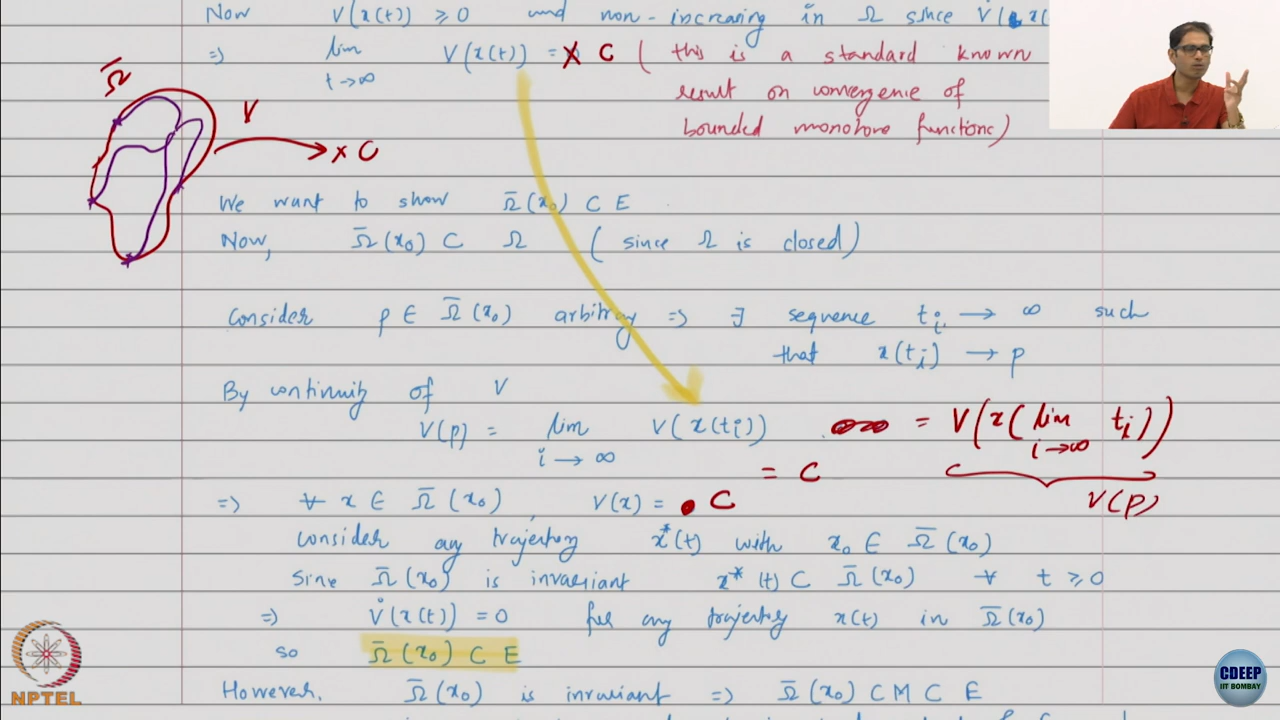 Now V(x(t)) ≥ 0 and non-increasing in Ω since V̇(x
⇒ lim t→∞ V(x(t)) = C ( this is a standard known
result on convergence of
bounded monotone functions)
Ω̄
V
× C
We want to show Ω̄(x₀) ⊂ E
Now, Ω̄(x₀) ⊂ Ω ( since Ω is closed)
Consider p ∈ Ω̄(x₀) arbitrary ⇒ ∃ sequence tᵢ → ∞ such
that x(tᵢ) → p
By continuity of V
V(p) = lim i→∞ V(x(tᵢ)) = V(x(lim i→∞ tᵢ))
= C
V(p)
⇒ ∀ x ∈ Ω̄(x₀) V(x) = C
Consider any trajectory x*(t) with x₀ ∈ Ω̄(x₀)
Since Ω̄(x₀) is invariant x*(t) ⊂ Ω̄(x₀) ∀ t ≥ 0
⇒ V̇(x(t)) = 0 for any trajectory x(t) in Ω̄(x₀)
so Ω̄(x₀) ⊂ E
However. Ω̄(x₀) is invariant ⇒ Ω̄(x₀) ⊂ M ⊂ E
NPTEL
CDEEP
IIT BOMBAY